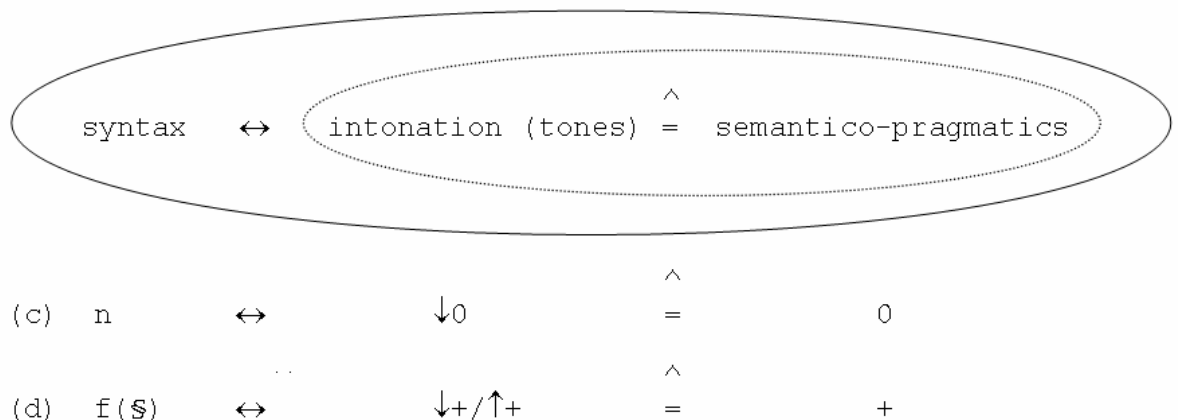 ^
syntax ↔ intonation (tones) = semantico-pragmatics
^
(c) n ↔ ↓0 = 0
^
(d) f(§) ↔ ↓+/↑+ = +